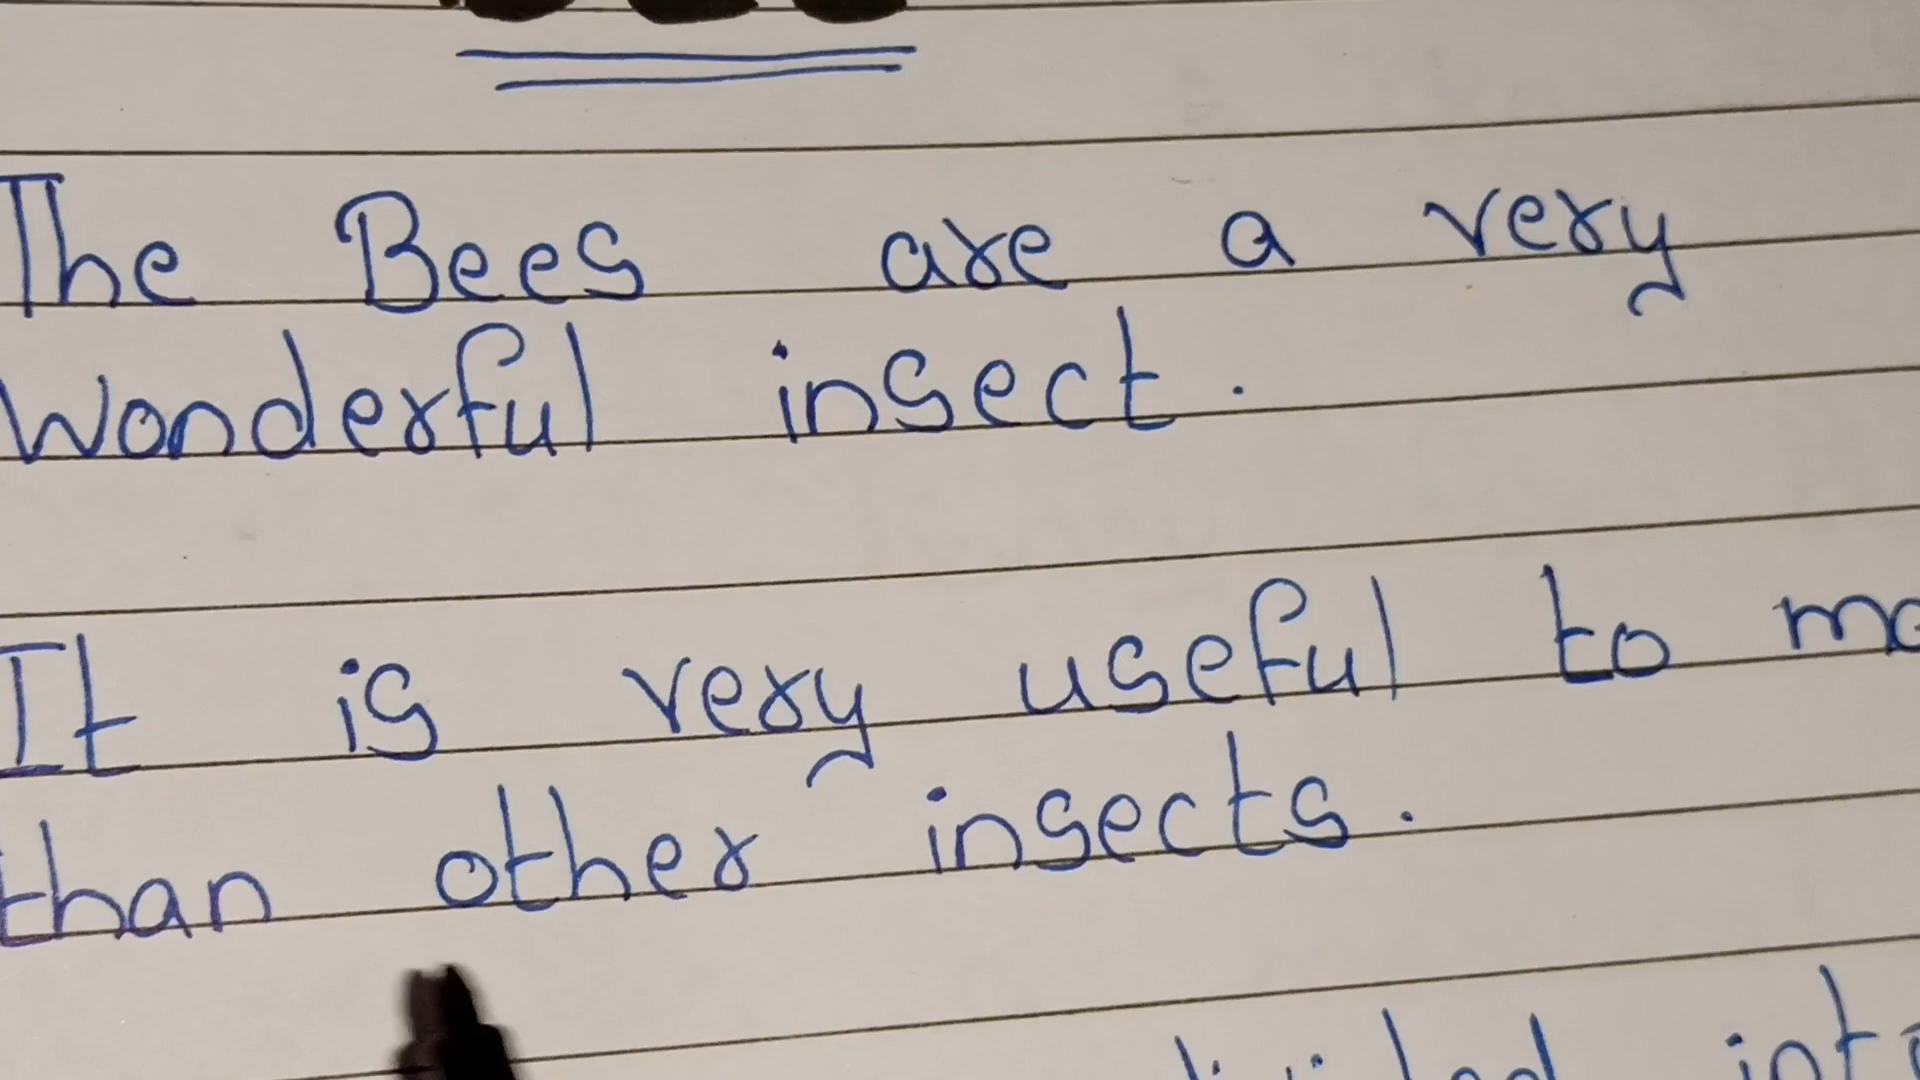 The Bees are a very
Wonderful insect.
It is very useful to
than other insects.